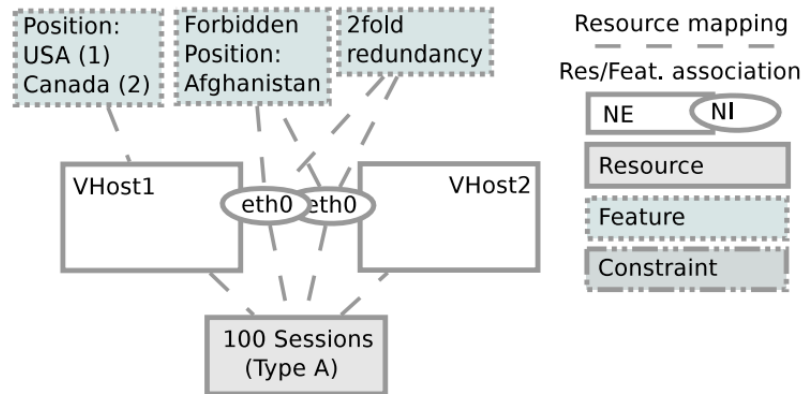 Position:
USA (1)
Canada (2)
Forbidden
Position:
Afghanistan
2fold
redundancy
VHost1
eth0
eth0
VHost2
100 Sessions
(Type A)
Resource mapping
Res/Feat. association
NE
NI
Resource
Feature
Constraint